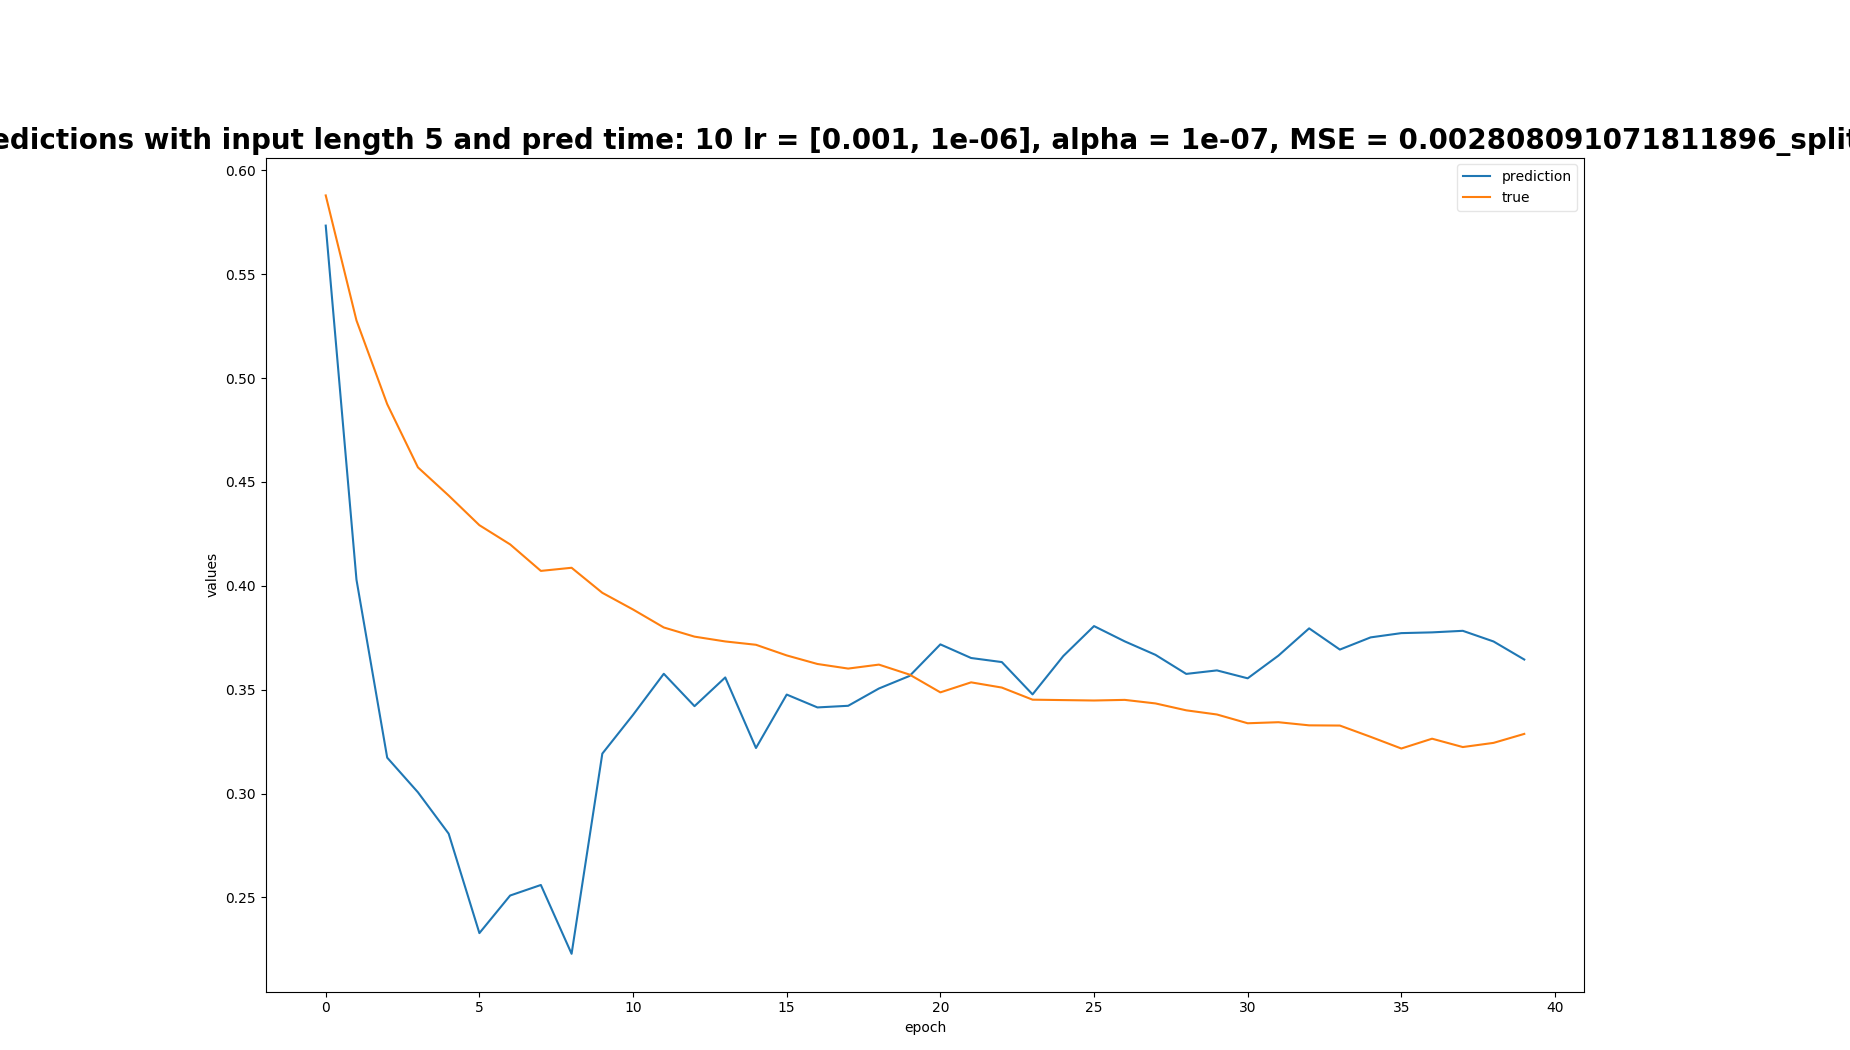 edictions with input length 5 and pred time: 10 lr = [0.001, 1e-06], alpha = 1e-07, MSE = 0.002808091071811896_split
prediction
true
0.60
0.55
0.50
0.45
0.40
0.35
0.30
0.25
values
0 5 10 15 20 25 30 35 40
epoch